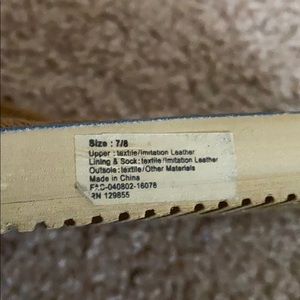 Size : 7/8
Upper : textile/Imitation Leather
Lining & Sock: textile/Imitation Leather
Outsole: textile/Other Materials
Made in China
FAC-040802-16078
RN 129855